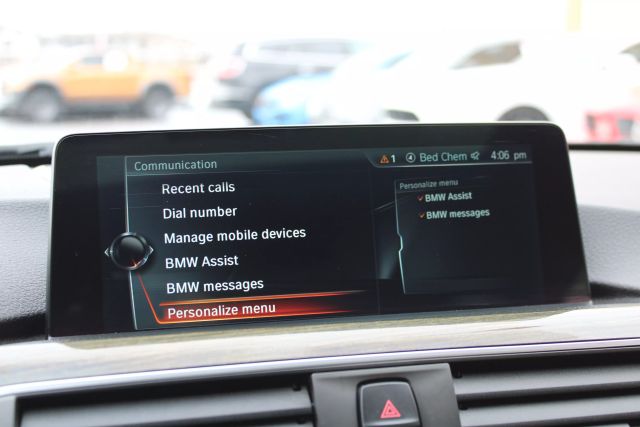 Communication
1 4 Bed Chem 4:06 pm
Recent calls
Dial number
Manage mobile devices
BMW Assist
BMW messages
Personalize menu
Personalize menu
BMW Assist
BMW messages